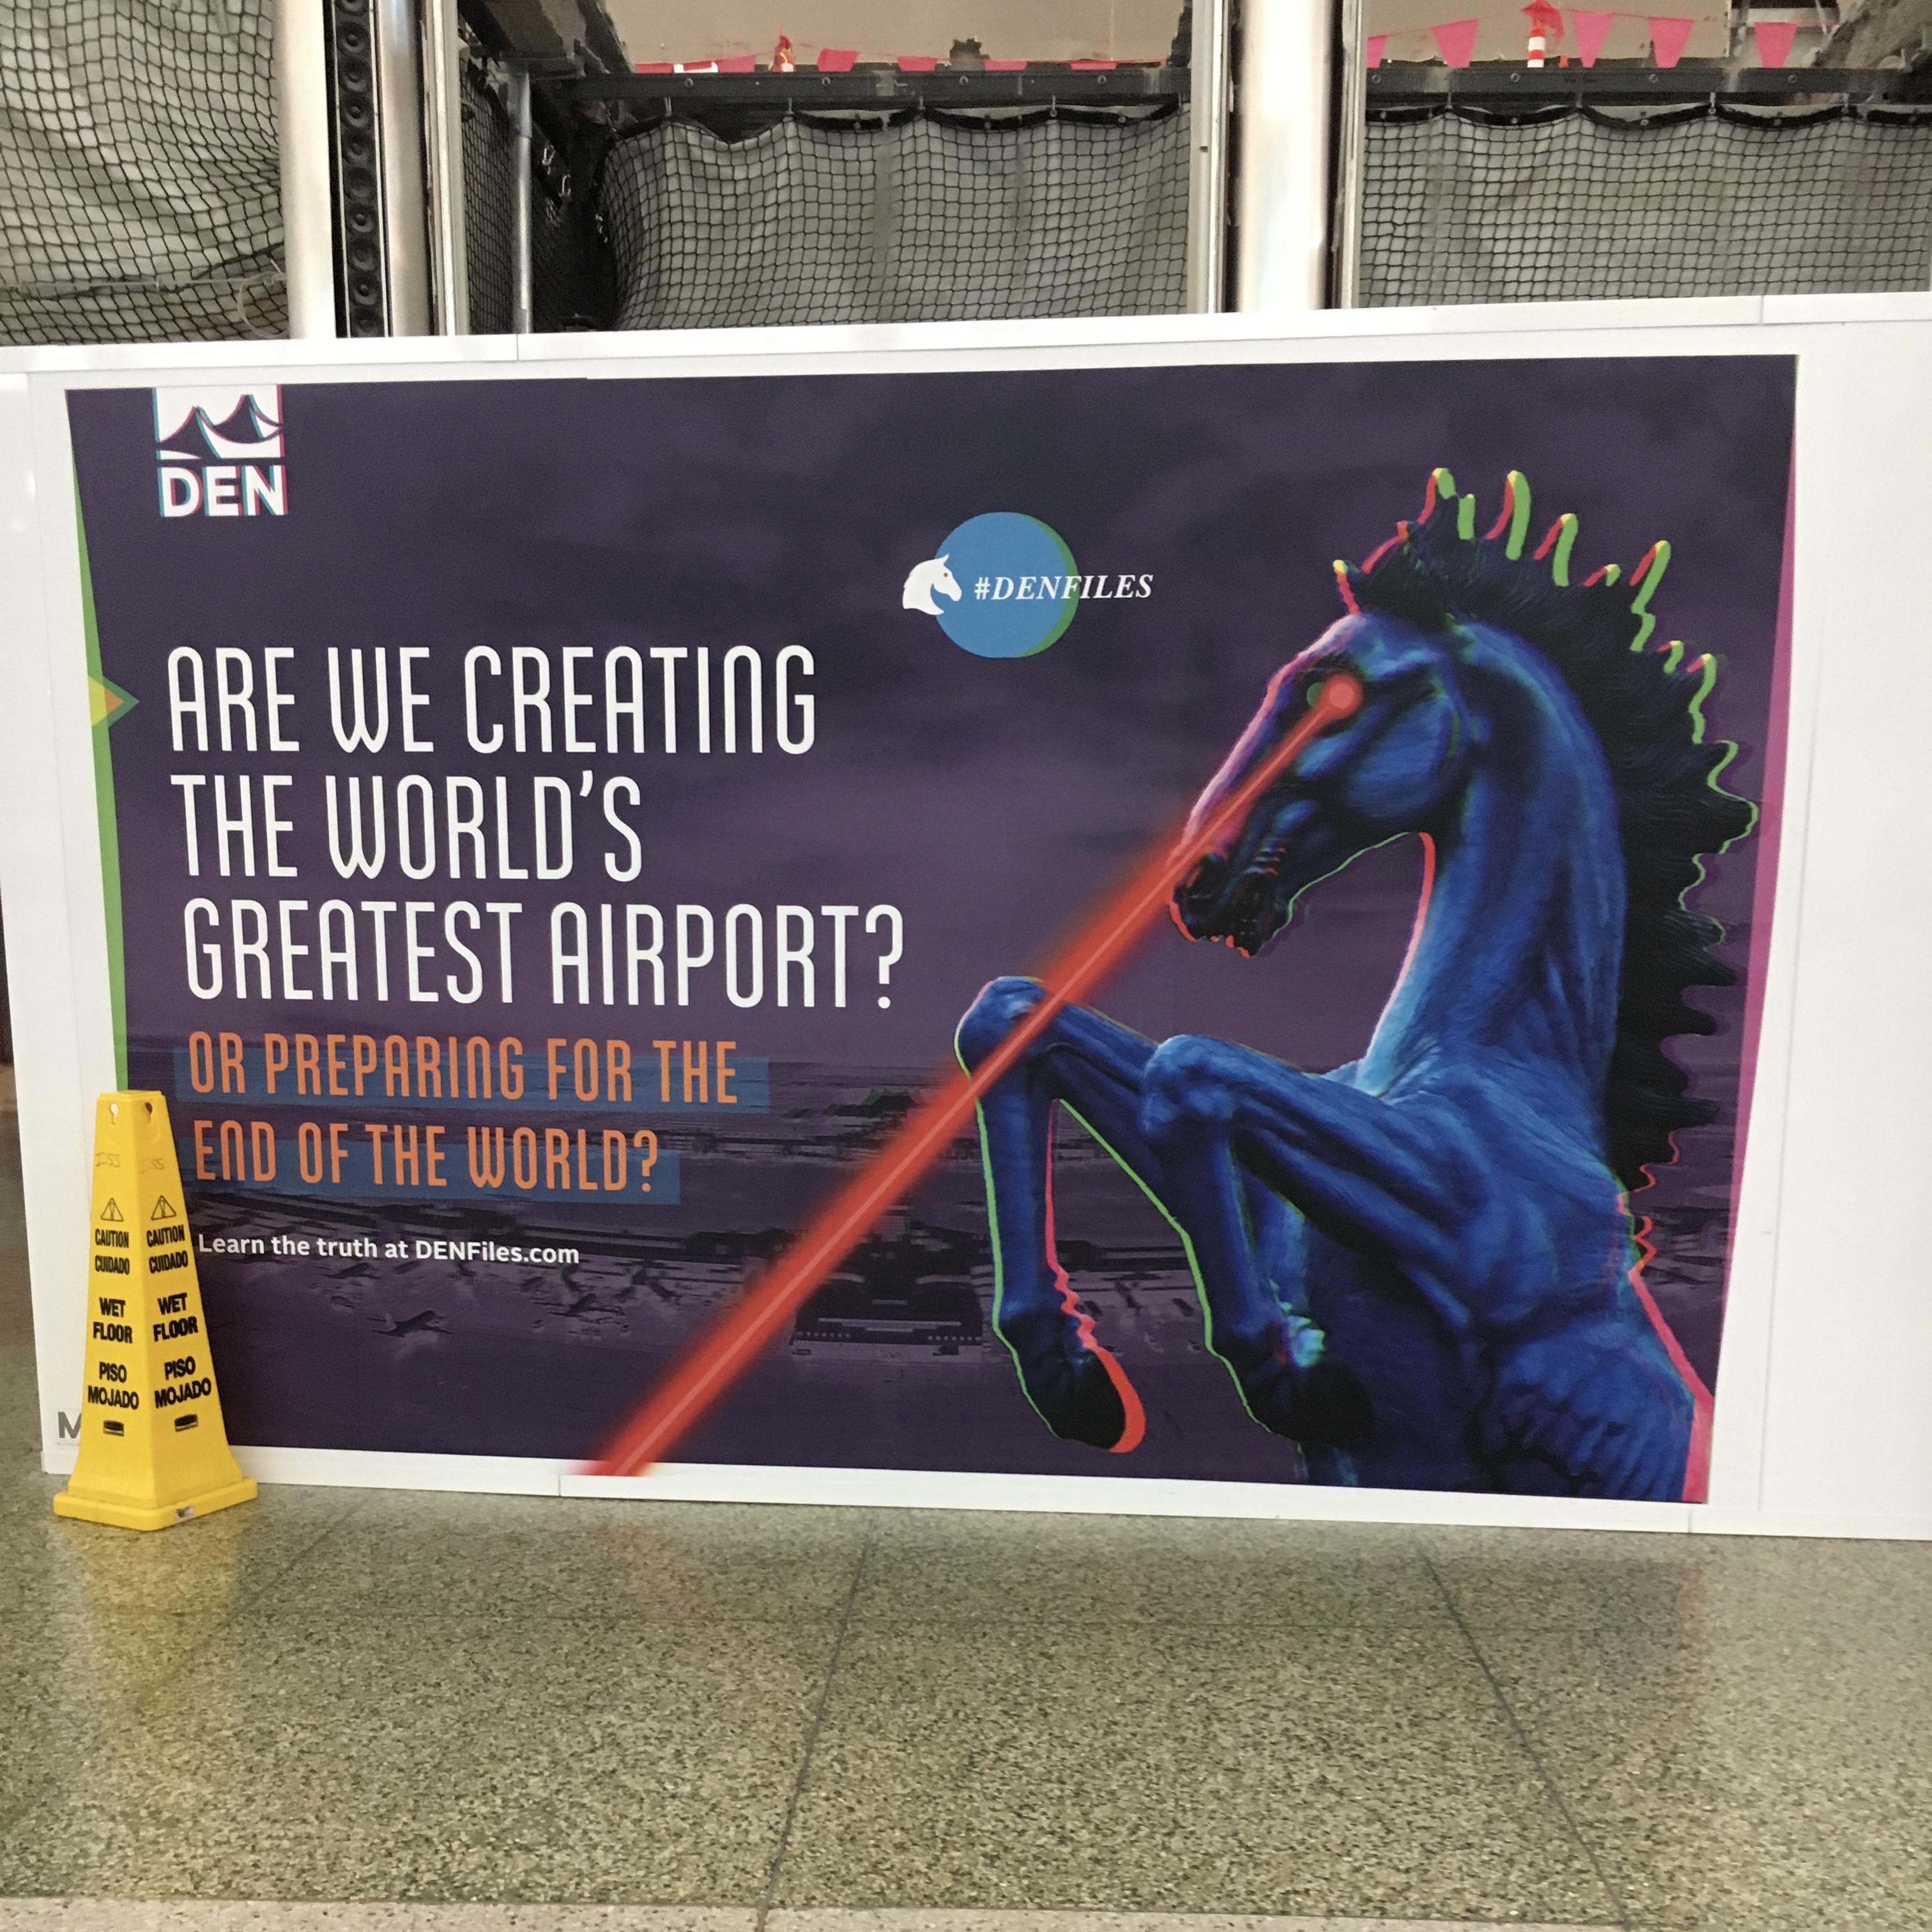 DEN
#DENFILES
ARE WE CREATING
THE WORLD'S
GREATEST AIRPORT?
OR PREPARING FOR THE
END OF THE WORLD?
Learn the truth at DENFiles.com
CAUTION CAUTION
CUIDADO CUIDADO
WET WET
FLOOR FLOOR
PISO PISO
MOJADO MOJADO